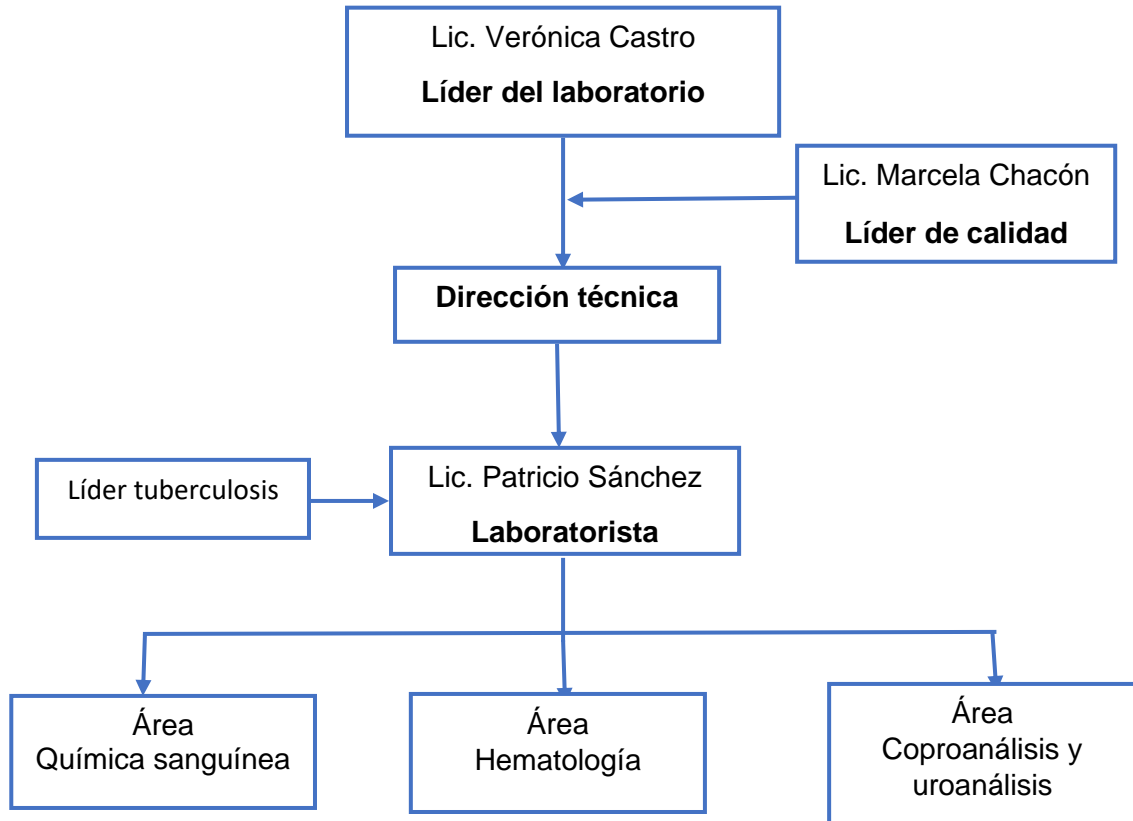 Lic. Verónica Castro
Líder del laboratorio
Lic. Marcela Chacón
Líder de calidad
Dirección técnica
Líder tuberculosis
Lic. Patricio Sánchez
Laboratorista
Área
Química sanguínea
Área
Hematología
Área
Coproanálisis y
uroanálisis